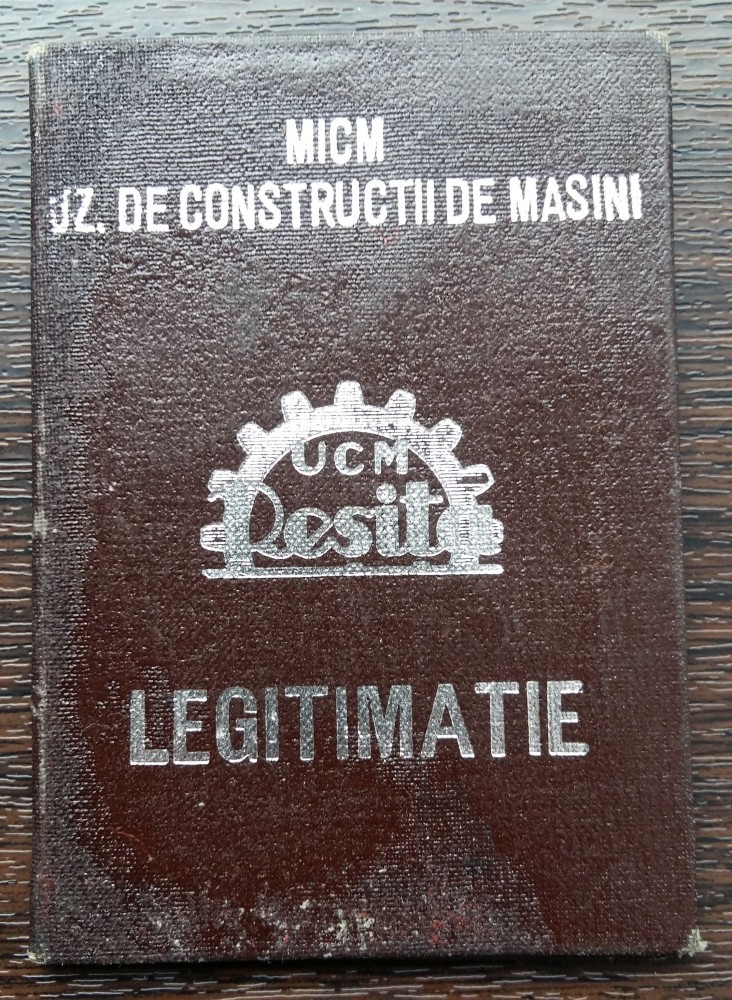 MICM
UZ. DE CONSTRUCTII DE MASINI
UCM
Resita
LEGITIMATIE